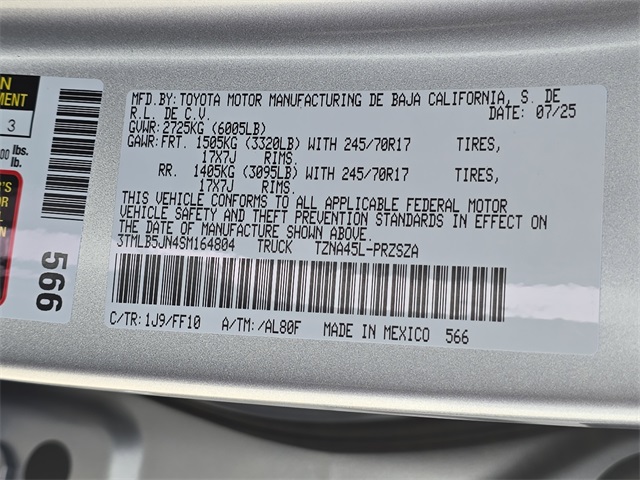 MFD.BY: TOYOTA MOTOR MANUFACTURING DE BAJA CALIFORNIA, S. DE
R.L. DE C.V. DATE: 07/25
GVWR: 2725KG (6005LB)
GAWR: FRT. 1505KG (3320LB) WITH 245/70R17 TIRES,
17X7J RIMS.
RR. 1405KG (3095LB) WITH 245/70R17 TIRES,
17X7J RIMS.
THIS VEHICLE CONFORMS TO ALL APPLICABLE FEDERAL MOTOR
VEHICLE SAFETY AND THEFT PREVENTION STANDARDS IN EFFECT ON
THE DATE OF MANUFACTURE SHOWN ABOVE.
3TMLB5JN4SM164804 TRUCK TZNA45L-PRZSZA
C/TR: 1J9/FF10 A/TM: /AL80F MADE IN MEXICO 566
3
lbs.
lb.
566